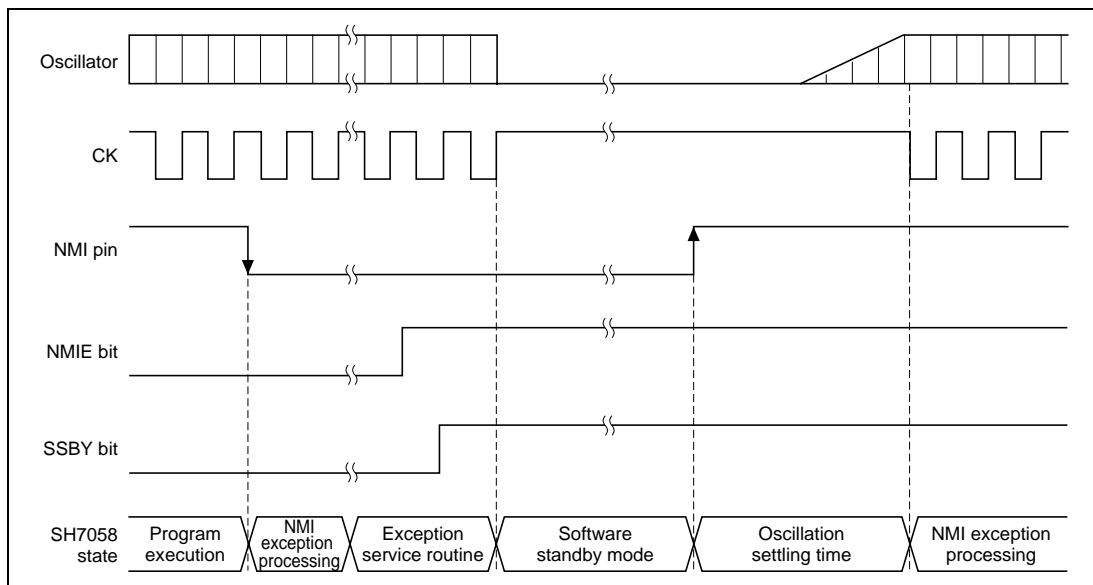 Oscillator
CK
NMI pin
NMIE bit
SSBY bit
SH7058
state
Program
execution
NMI
exception
processing
Exception
service routine
Software
standby mode
Oscillation
settling time
NMI exception
processing